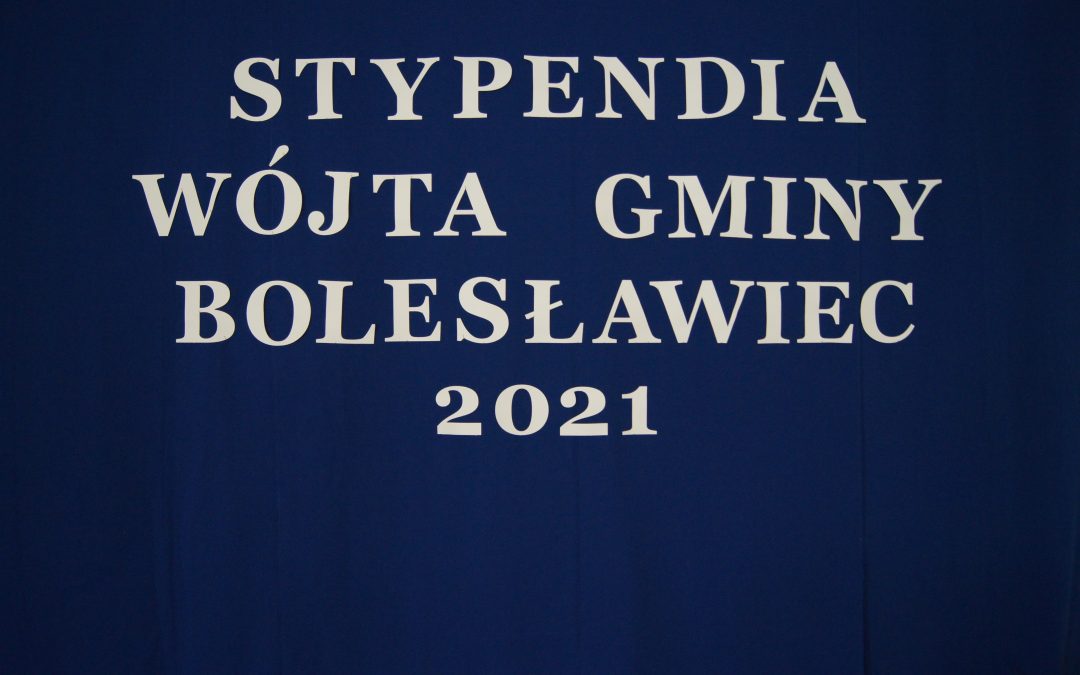 STYPENDIA
WÓJTA GMINY
BOLESŁAWIEC
2021